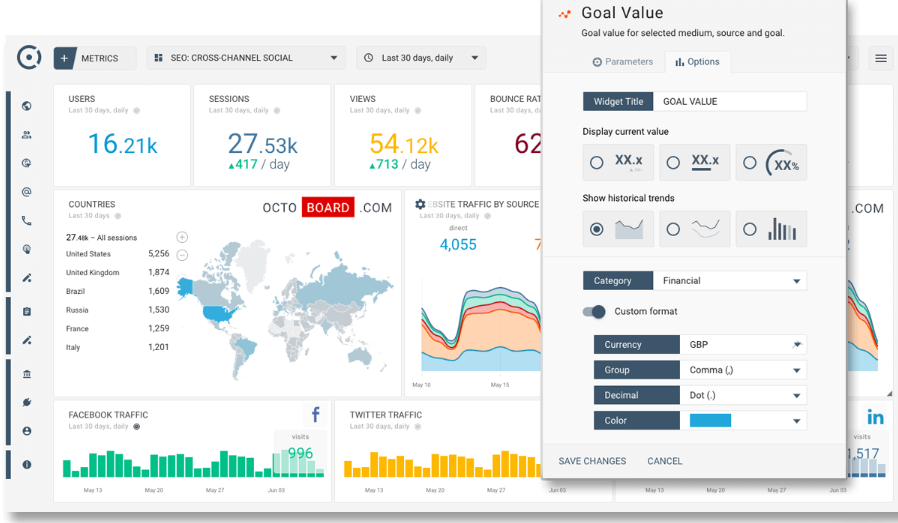 Goal Value
Goal value for selected medium, source and goal.
+ METRICS
SEO: CROSS-CHANNEL SOCIAL
Last 30 days, daily
Parameters
Options
USERS
Last 30 days, daily
16.21k
SESSIONS
Last 30 days, daily
27.53k
▲417 / day
VIEWS
Last 30 days, daily
54.12k
▲713 / day
BOUNCE RAT
Last 30 days, d
62
Widget Title
GOAL VALUE
Display current value
XX.x
XX.x
XX%
Show historical trends
COUNTRIES
Last 30 days
OCTO BOARD .COM
27.48k – All sessions
United States 5,256
United Kingdom 1,874
Brazil 1,609
Russia 1,530
France 1,259
Italy 1,201
EBSITE TRAFFIC BY SOURCE
Last 30 days, daily
direct
4,055
7
May 10
May 15
.COM
2
Category
Financial
Custom format
Currency
GBP
Group
Comma (,)
Decimal
Dot (.)
Color
SAVE CHANGES
CANCEL
FACEBOOK TRAFFIC
Last 30 days, daily
f
visits
996
May 13
May 20
May 27
Jun 03
TWITTER TRAFFIC
Last 30 days, daily
May 13
May 20
May 27
Jun 03
in
visits
1,517
May 13
May 20
May 27
Jun 03